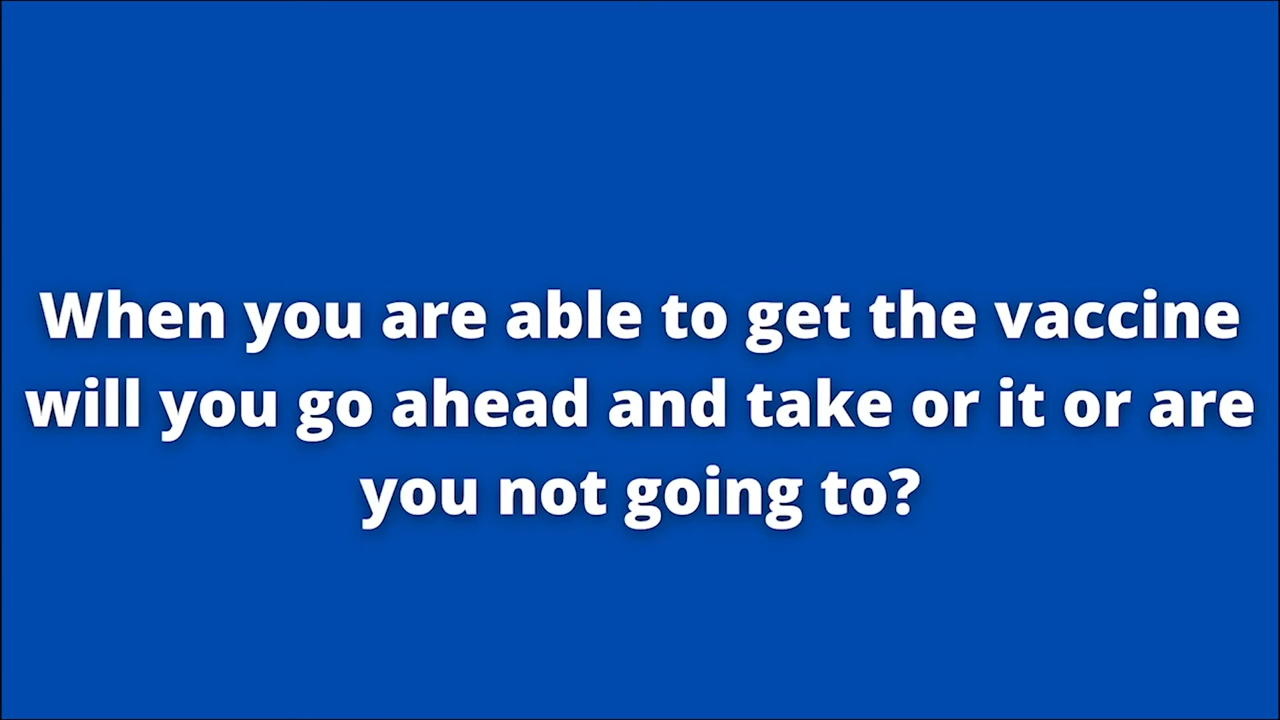 When you are able to get the vaccine
will you go ahead and take or it or are
you not going to?